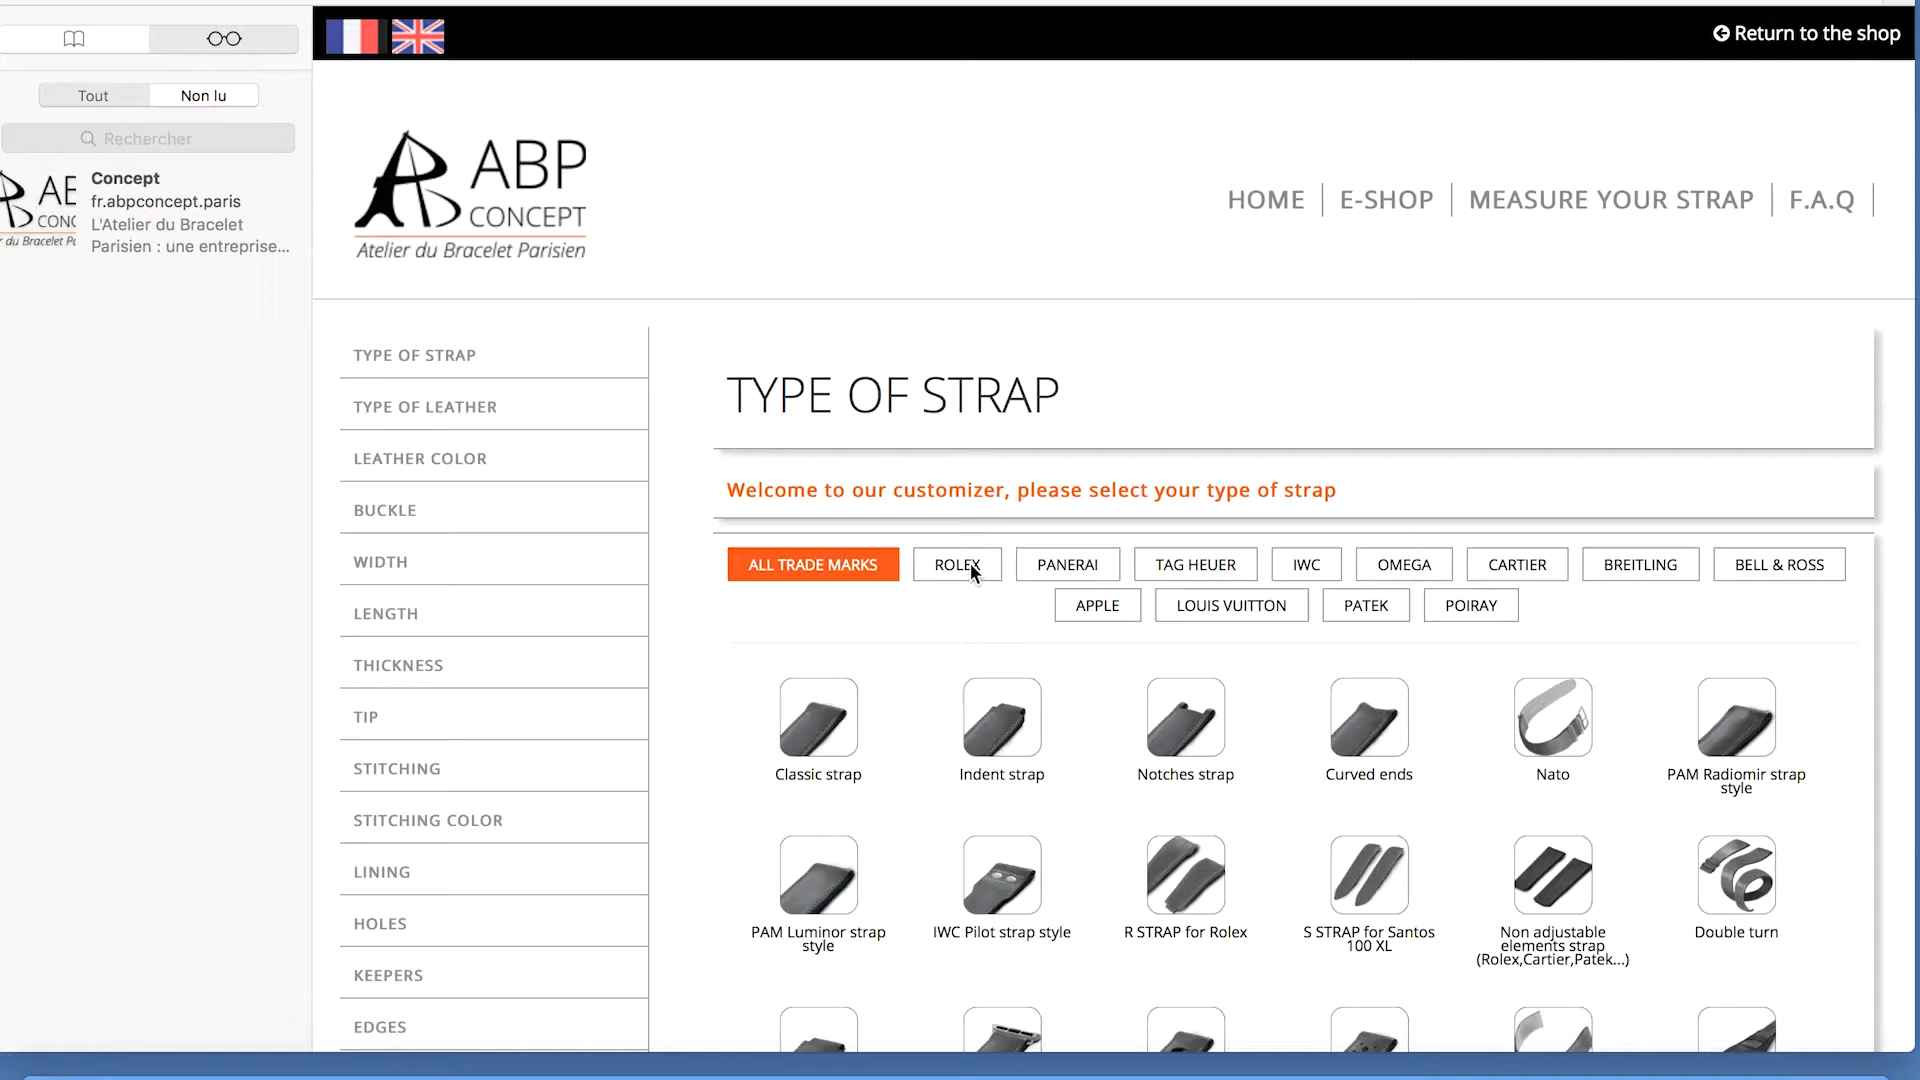 Return to the shop
Tout
Non lu
Rechercher
Concept
fr.abpconcept.paris
L'Atelier du Bracelet
Parisien : une entreprise...
ABP
CONCEPT
Atelier du Bracelet Parisien
HOME
E-SHOP
MEASURE YOUR STRAP
F.A.Q
TYPE OF STRAP
TYPE OF LEATHER
LEATHER COLOR
BUCKLE
WIDTH
LENGTH
THICKNESS
TIP
STITCHING
STITCHING COLOR
LINING
HOLES
KEEPERS
EDGES
TYPE OF STRAP
Welcome to our customizer, please select your type of strap
ALL TRADE MARKS
ROLEX
PANERAI
TAG HEUER
IWC
OMEGA
CARTIER
BREITLING
BELL & ROSS
APPLE
LOUIS VUITTON
PATEK
POIRAY
Classic strap
Indent strap
Notches strap
Curved ends
Nato
PAM Radiomir strap
style
PAM Luminor strap
style
IWC Pilot strap style
R STRAP for Rolex
S STRAP for Santos
100 XL
Non adjustable
elements strap
(Rolex,Cartier,Patek...)
Double turn